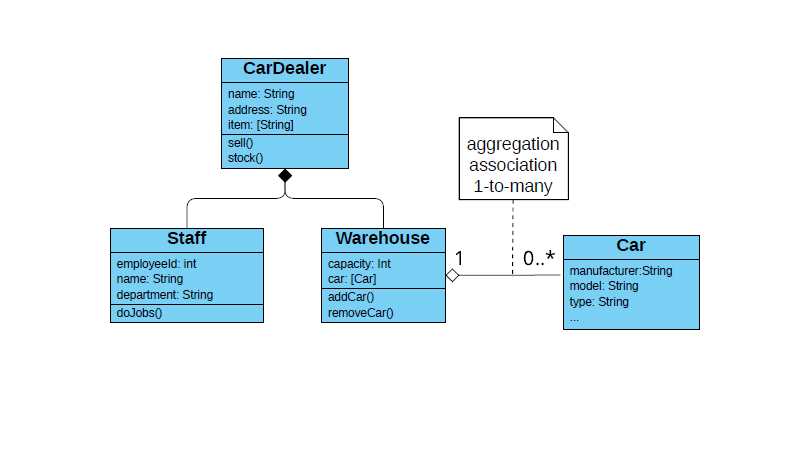 CarDealer
name: String
address: String
item: [String]
sell()
stock()
aggregation
association
1-to-many
Staff
employeeId: int
name: String
department: String
doJobs()
Warehouse
capacity: Int
car: [Car]
addCar()
removeCar()
1
0..*
Car
manufacturer:String
model: String
type: String
...